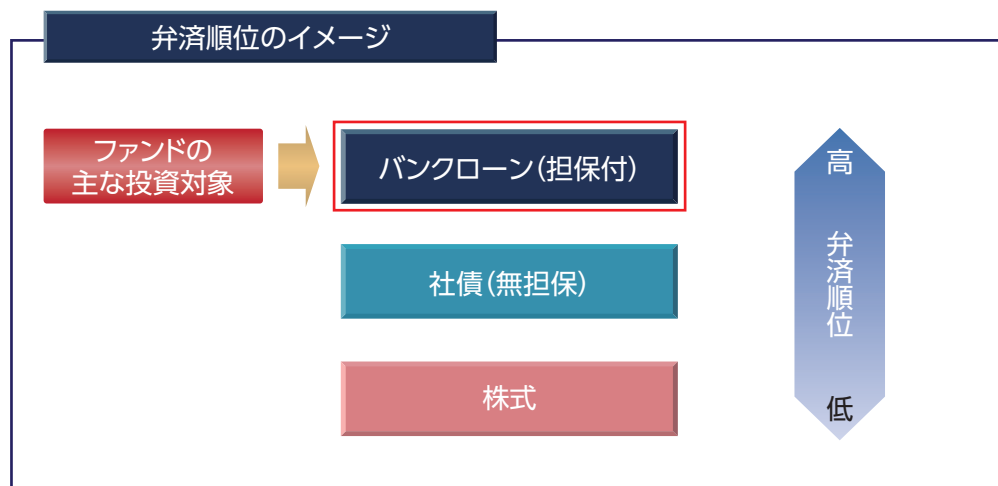 弁済順位のイメージ
ファンドの
主な投資対象
バンクローン(担保付)
社債(無担保)
株式
高
弁済順位
低